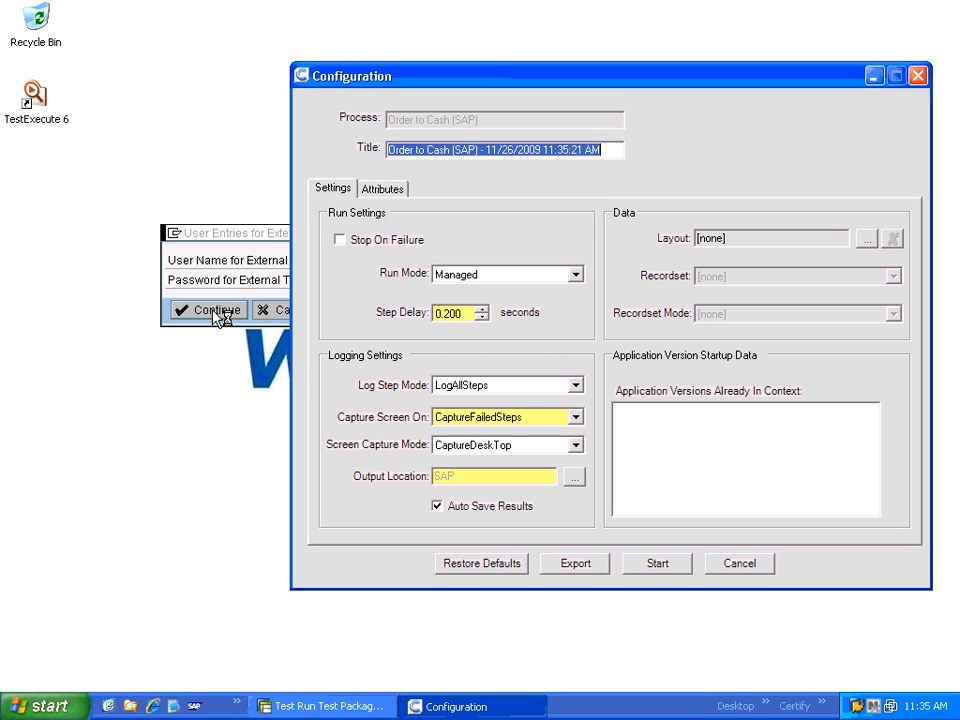 Recycle Bin
TestExecute 6
Configuration
Process: Order to Cash (SAP)
Title: Order to Cash (SAP) - 11/26/2009 11:35:21 AM
Settings Attributes
Run Settings
Stop On Failure
Run Mode: Managed
Step Delay: 0.200 seconds
Data
Layout: [none] ...
Recordset: [none]
Recordset Mode: [none]
Logging Settings
Log Step Mode: LogAllSteps
Capture Screen On: CaptureFailedSteps
Screen Capture Mode: CaptureDeskTop
Output Location: SAP ...
Auto Save Results
Application Version Startup Data
Application Versions Already In Context:
Restore Defaults Export Start Cancel
User Entries for Exte
User Name for External
Password for External T
Continue Ca
start SAP Test Run Test Packag... Configuration Desktop Certify 11:35 AM